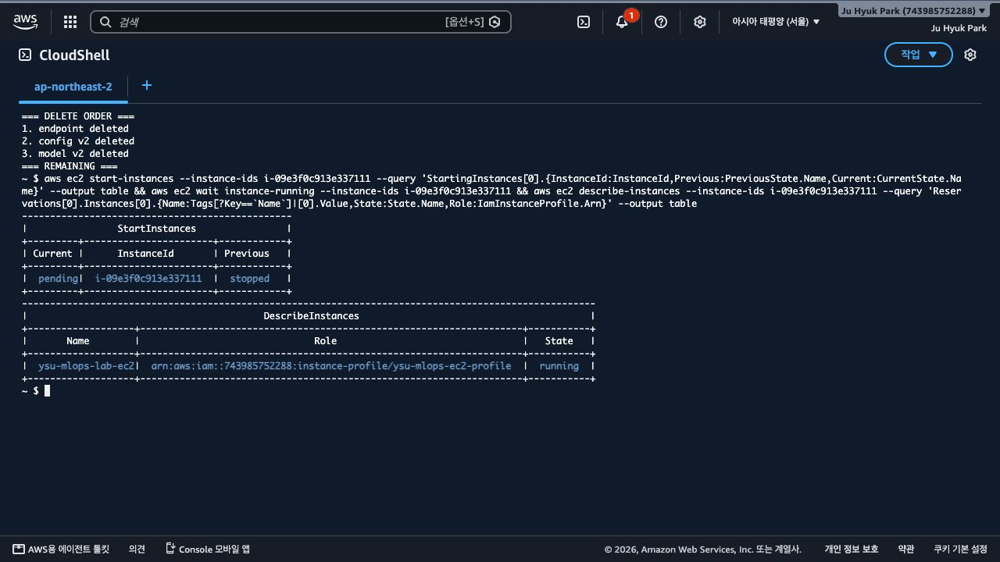 aws
검색
[옵션+S]
1
아시아 태평양 (서울)
Ju Hyuk Park (743985752288)
Ju Hyuk Park
CloudShell
작업
ap-northeast-2
+
=== DELETE ORDER ===
1. endpoint deleted
2. config v2 deleted
3. model v2 deleted
=== REMAINING ===
~ $ aws ec2 start-instances --instance-ids i-09e3f0c913e337111 --query 'StartingInstances[0].{InstanceId:InstanceId,Previous:PreviousState.Name,Current:CurrentState.Na
me}' --output table && aws ec2 wait instance-running --instance-ids i-09e3f0c913e337111 && aws ec2 describe-instances --instance-ids i-09e3f0c913e337111 --query 'Reser
vations[0].Instances[0].{Name:Tags[?Key==`Name`]|[0].Value,State:State.Name,Role:IamInstanceProfile.Arn}' --output table
------------------------------------------------
|                StartInstances                |
+---------+-----------------------+------------+
| Current |      InstanceId       | Previous   |
+---------+-----------------------+------------+
|  pending|  i-09e3f0c913e337111  |  stopped   |
+---------+-----------------------+------------+
------------------------------------------------------------------------------------------------------
|                                          DescribeInstances                                         |
+-------------------+--------------------------------------------------------------------+-----------+
|       Name        |                               Role                                 |   State   |
+-------------------+--------------------------------------------------------------------+-----------+
|  ysu-mlops-lab-ec2|  arn:aws:iam::743985752288:instance-profile/ysu-mlops-ec2-profile  |  running  |
+-------------------+--------------------------------------------------------------------+-----------+
~ $
AWS용 에이전트 툴킷
의견
Console 모바일 앱
© 2026, Amazon Web Services, Inc. 또는 계열사.
개인 정보 보호
약관
쿠키 기본 설정